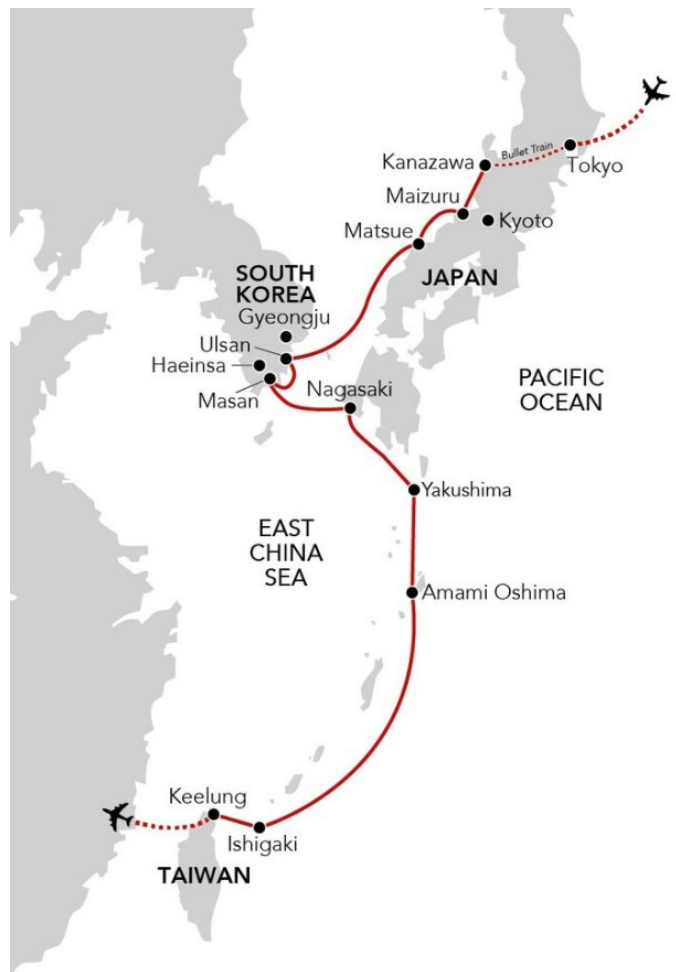 Bullet Train
Kanazawa
Tokyo
Maizuru
Kyoto
Matsue
SOUTH
KOREA
JAPAN
Gyeongju
Ulsan
Haeinsa
Masan
Nagasaki
PACIFIC
OCEAN
Yakushima
EAST
CHINA
SEA
Amami Oshima
Keelung
Ishigaki
TAIWAN